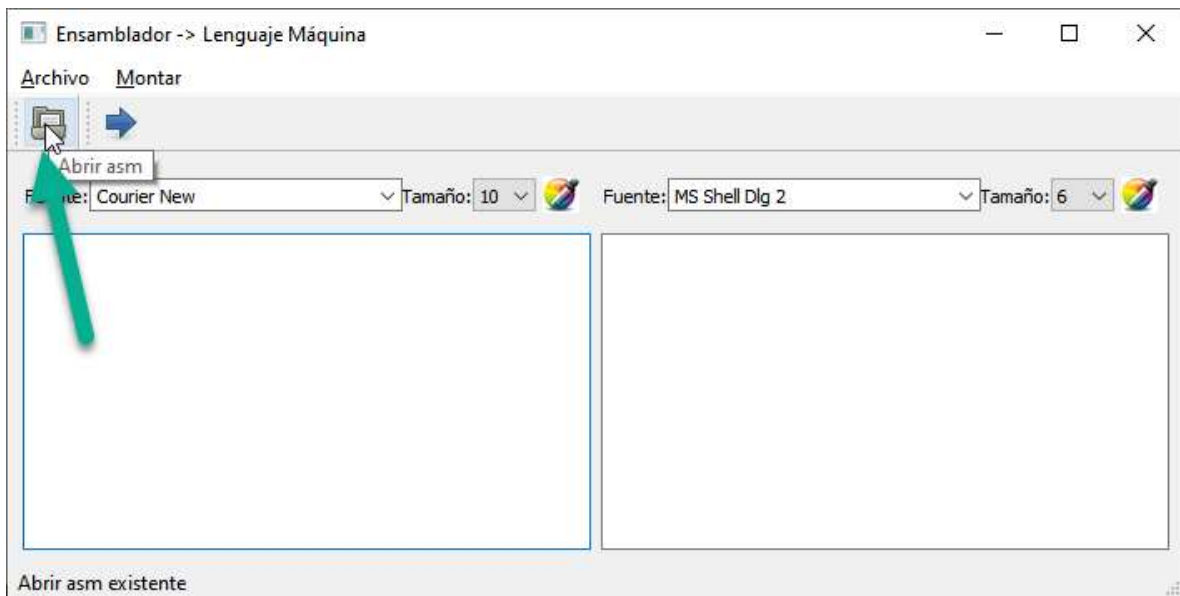 Ensamblador -> Lenguaje Máquina
Archivo Montar
Abrir asm
Courier New Tamaño: 10 Fuente: MS Shell Dlg 2 Tamaño: 6
Abrir asm existente